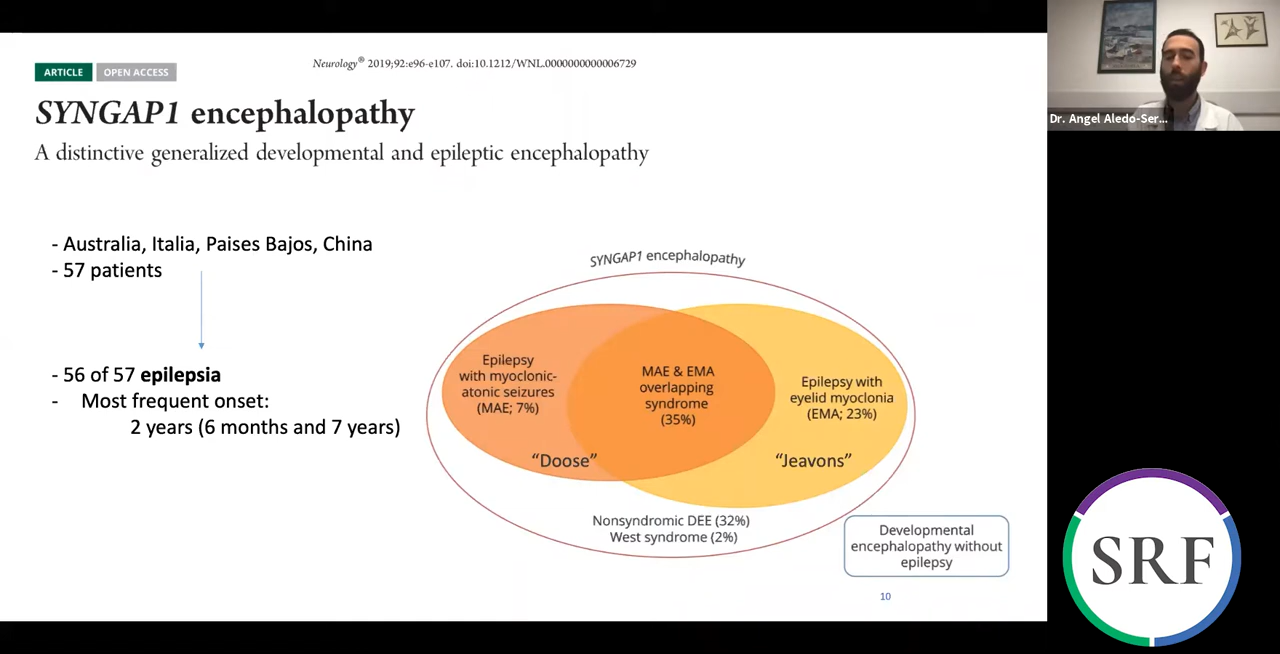 ARTICLE OPEN ACCESS
Neurology® 2019;92:e96-e107. doi:10.1212/WNL.0000000000006729
SYNGAP1 encephalopathy
A distinctive generalized developmental and epileptic encephalopathy
- Australia, Italia, Paises Bajos, China
- 57 patients
- 56 of 57 epilepsia
- Most frequent onset:
2 years (6 months and 7 years)
SYNGAP1 encephalopathy
Epilepsy
with myoclonic-
atonic seizures
(MAE; 7%)
"Doose"
MAE & EMA
overlapping
syndrome
(35%)
Epilepsy with
eyelid myoclonia
(EMA; 23%)
"Jeavons"
Nonsyndromic DEE (32%)
West syndrome (2%)
Developmental
encephalopathy without
epilepsy
10
Dr. Angel Aledo-Ser...
SRF